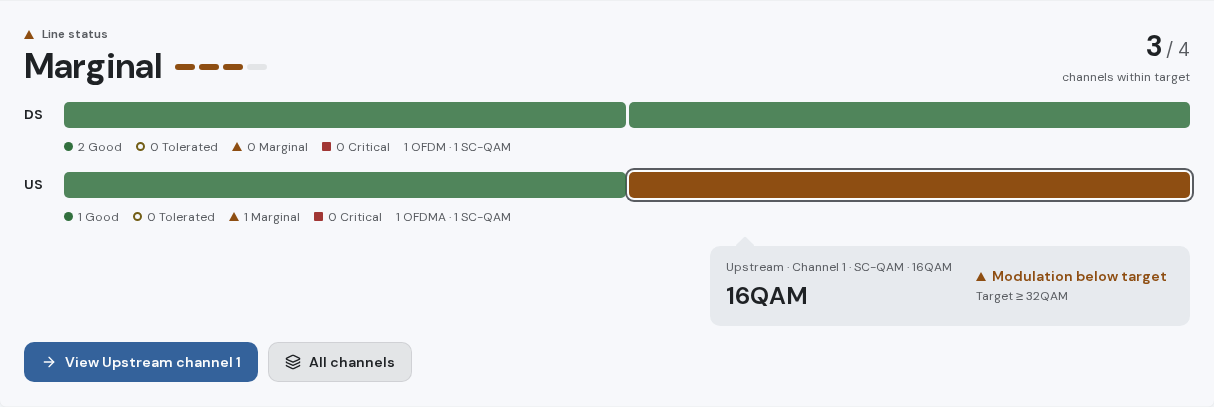 Line status
Marginal
3 / 4
channels within target
DS
2 Good 0 Tolerated 0 Marginal 0 Critical 1 OFDM · 1 SC-QAM
US
1 Good 0 Tolerated 1 Marginal 0 Critical 1 OFDMA · 1 SC-QAM
Upstream · Channel 1 · SC-QAM · 16QAM
16QAM
Modulation below target
Target ≥ 32QAM
View Upstream channel 1
All channels